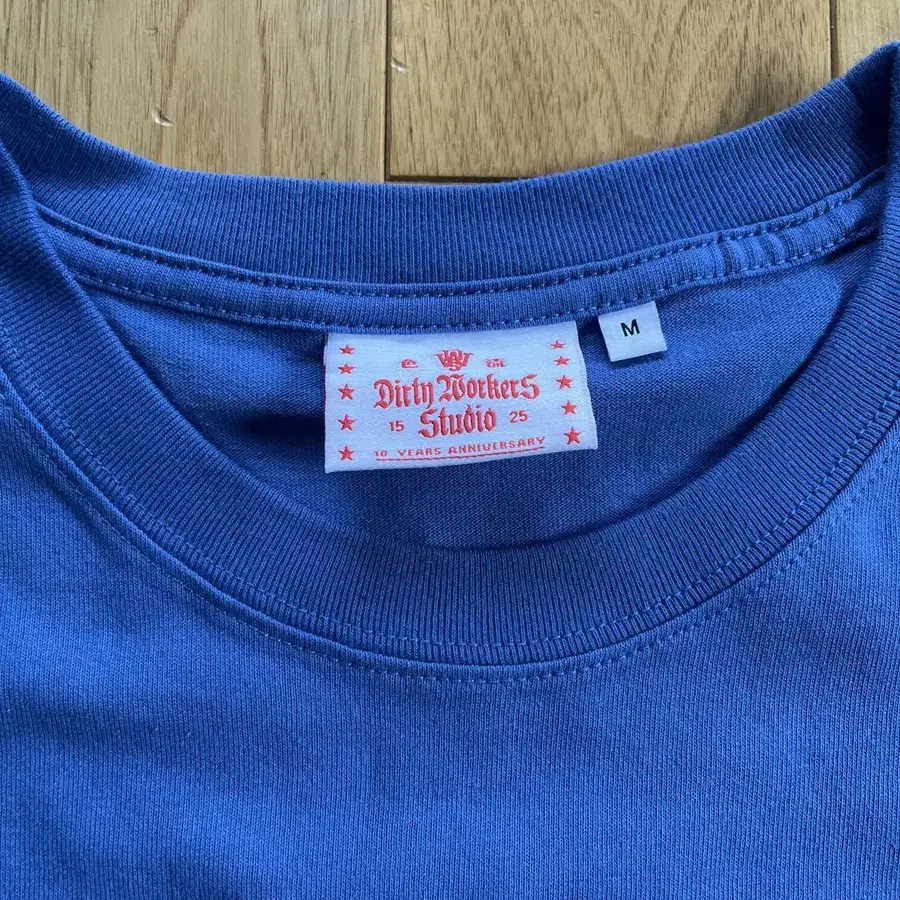 Dirty Workers
Studio
15 25
10 YEARS ANNIVERSARY
M